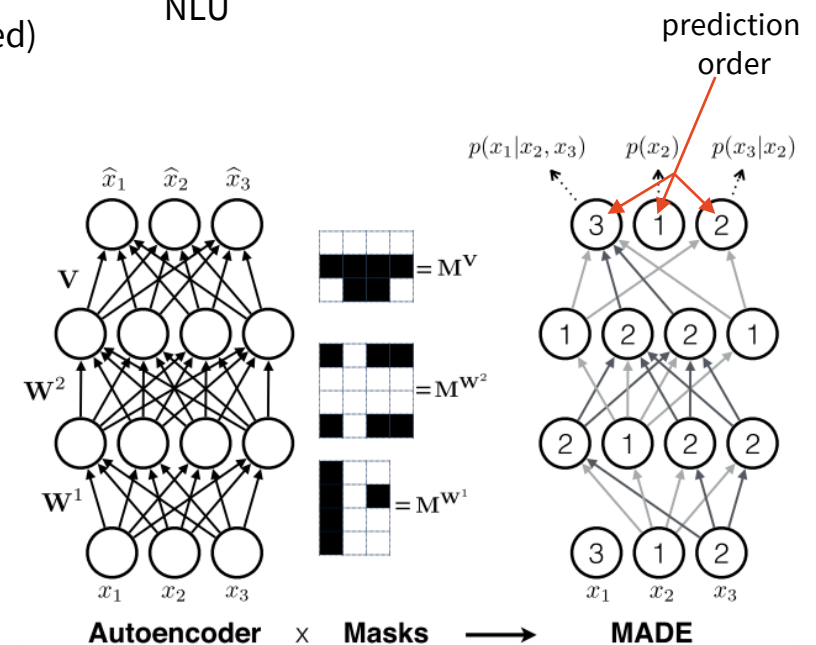 NLU
ed)
prediction
order
p(x₁|x₂, x₃) p(x₂) p(x₃|x₂)
x̂₁ x̂₂ x̂₃
3 1 2
V
= M^V
1 2 2 1
W²
= M^W²
2 1 2 2
W¹
= M^W¹
3 1 2
x₁ x₂ x₃ x₁ x₂ x₃
Autoencoder x Masks MADE